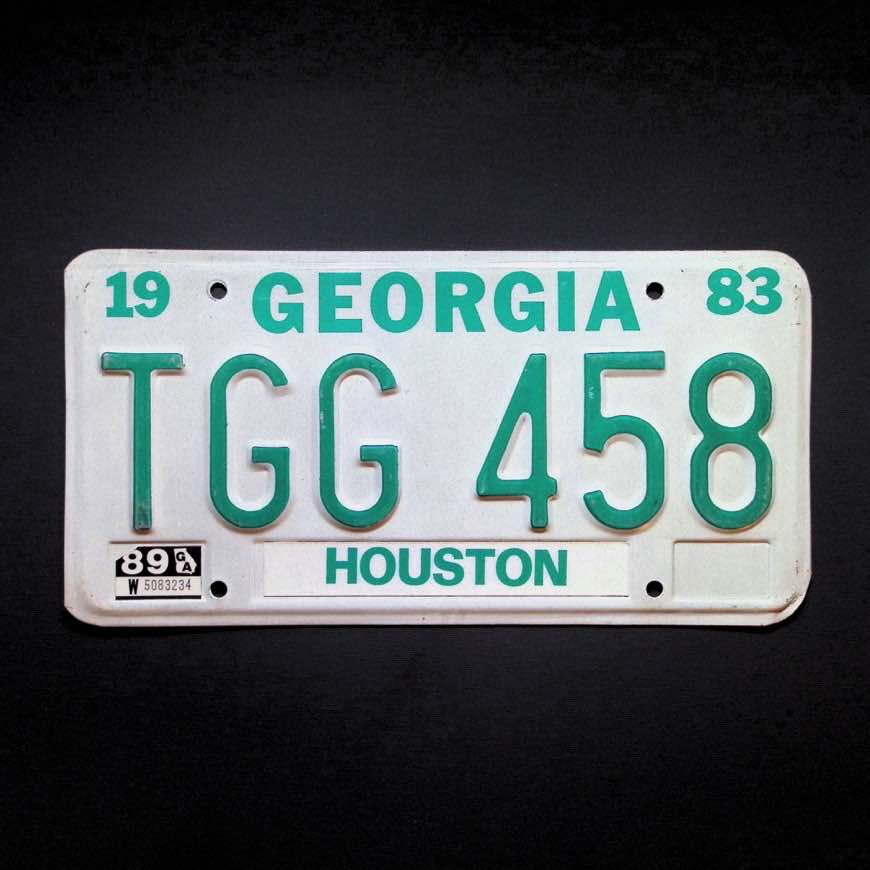 19 GEORGIA 83
TGG 458
89 GA
W 5083234
HOUSTON